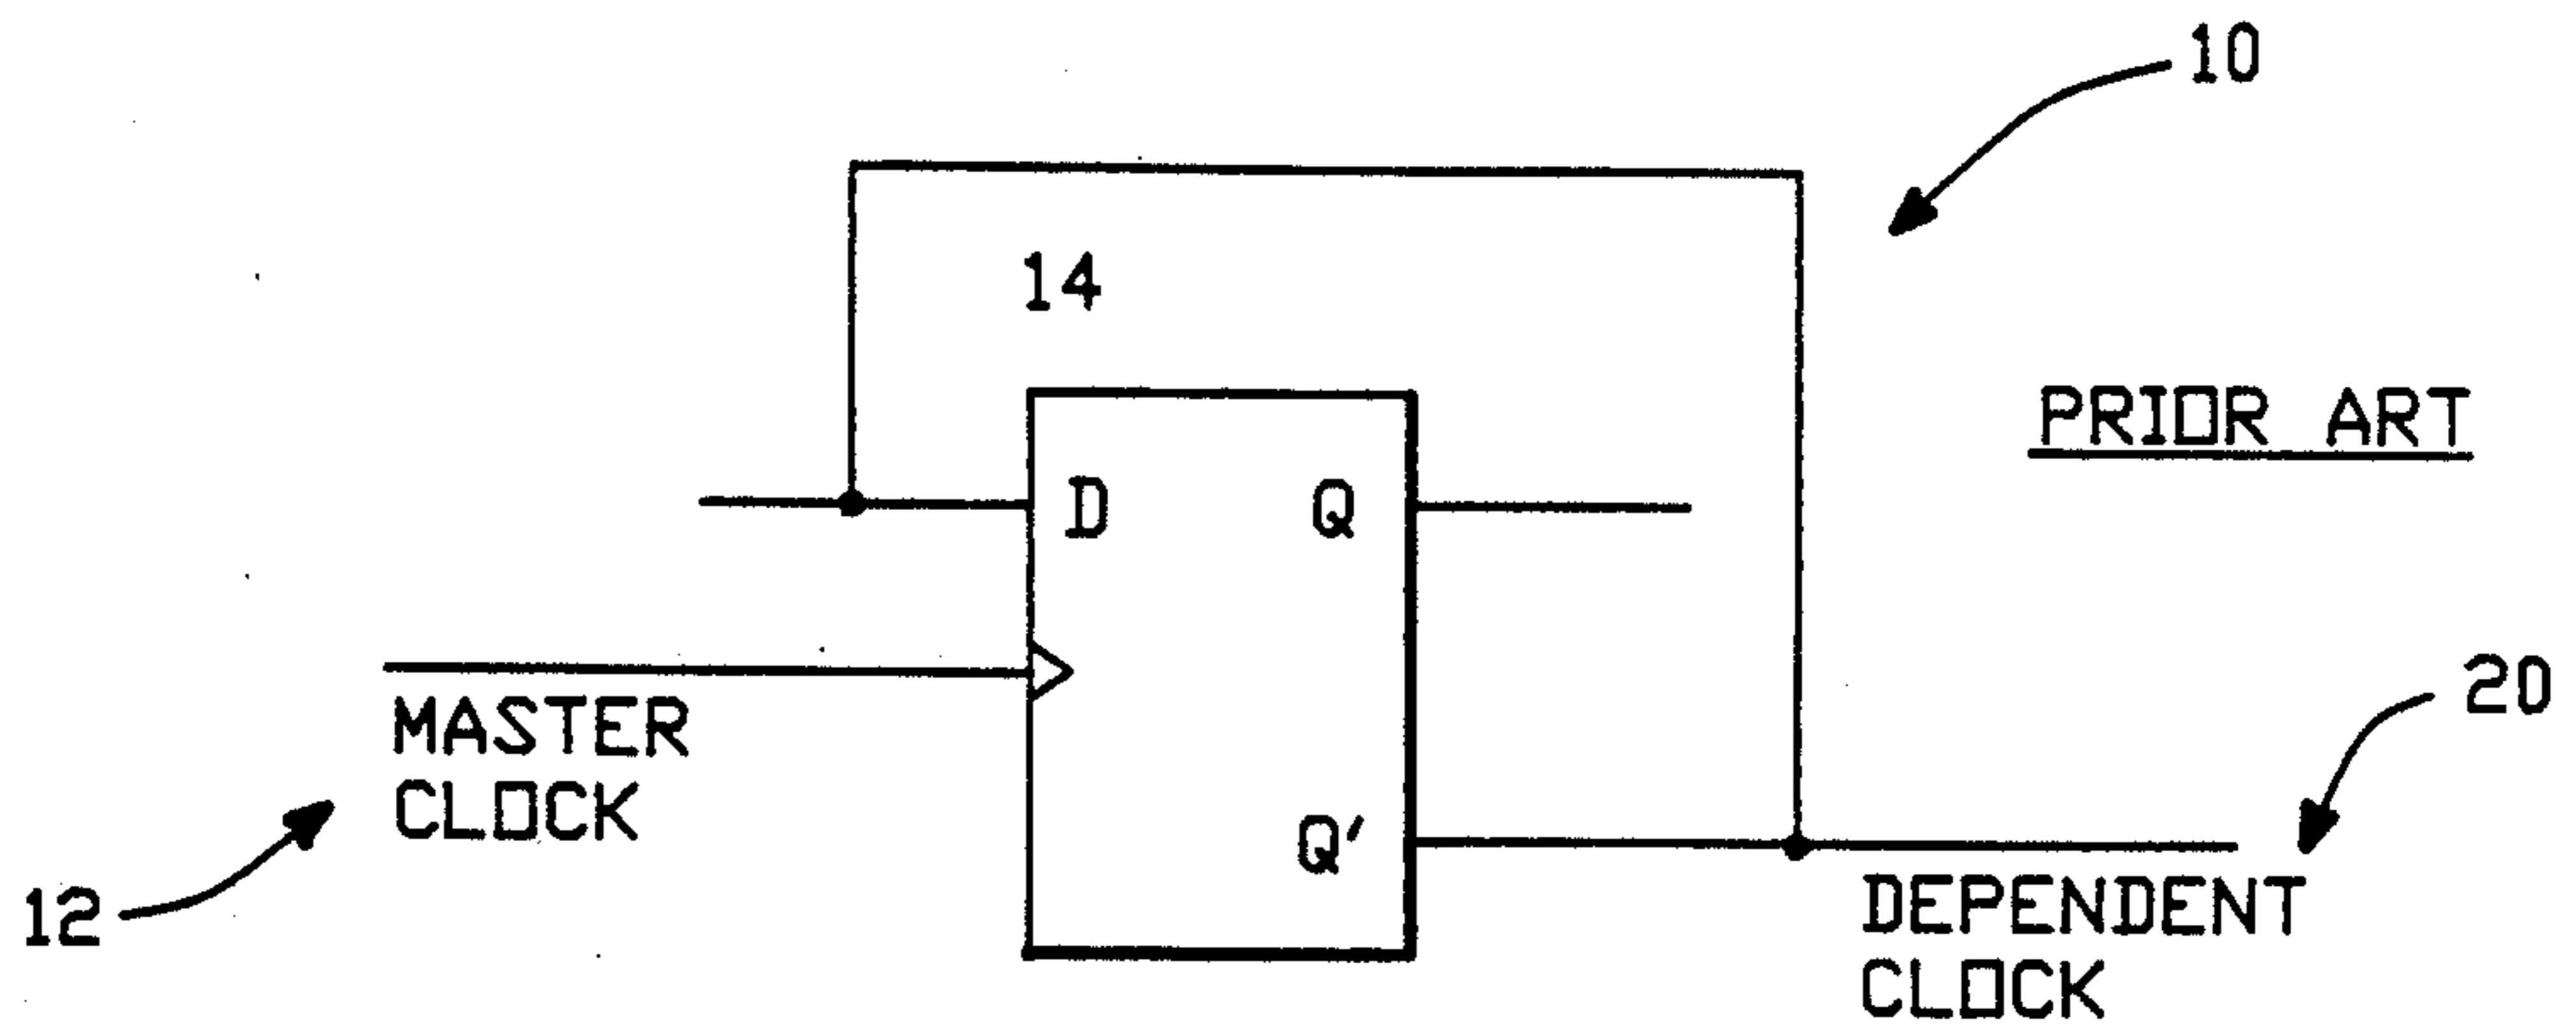 10
14
PRIOR ART
D Q
MASTER
CLOCK
20
Q'
12
DEPENDENT
CLOCK